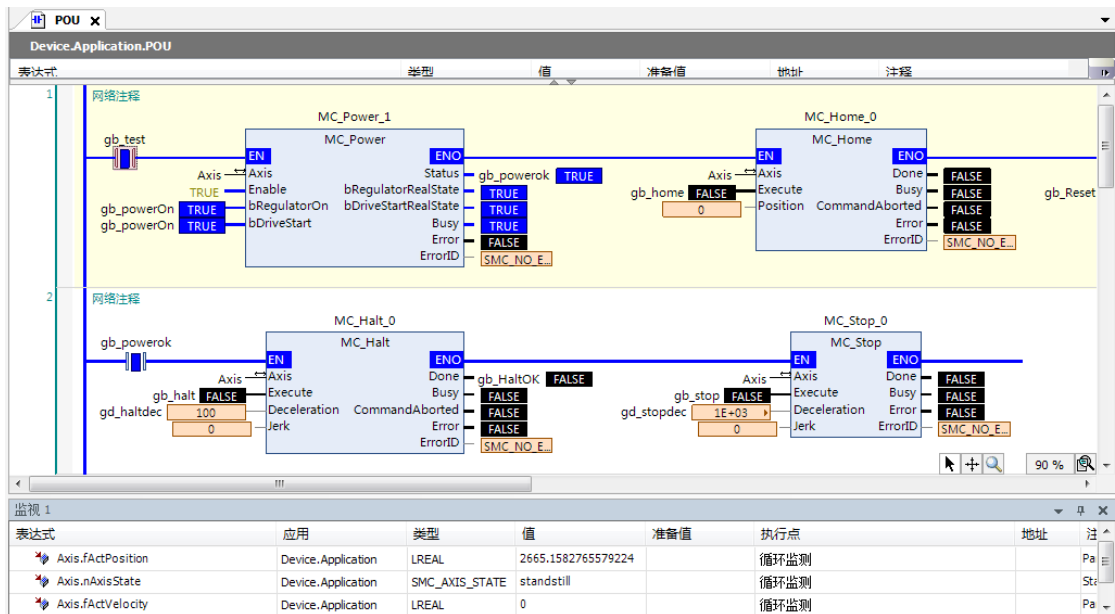 POU
Device.Application.POU
表达式 类型 值 准备值 地址 注释
1 网络注释
MC_Power_1 MC_Home_0
gb_test MC_Power MC_Home
EN ENO EN ENO
Axis Axis Status gb_powerok TRUE Axis Axis Done FALSE
TRUE Enable bRegulatorRealState TRUE gb_home FALSE Execute Busy FALSE gb_Reset
gb_powerOn TRUE bRegulatorOn bDriveStartRealState TRUE 0 Position CommandAborted FALSE
gb_powerOn TRUE bDriveStart Busy TRUE Error FALSE
Error FALSE ErrorID SMC_NO_E...
ErrorID SMC_NO_E...
2 网络注释
MC_Halt_0 MC_Stop_0
gb_powerok MC_Halt MC_Stop
EN ENO EN ENO
Axis Axis Done gb_HaltOK FALSE Axis Axis Done FALSE
gb_halt FALSE Execute Busy FALSE gb_stop FALSE Execute Busy FALSE
gd_haltdec 100 Deceleration CommandAborted FALSE gd_stopdec 1E+03 Deceleration Error FALSE
0 Jerk Error FALSE 0 Jerk ErrorID SMC_NO_E...
ErrorID SMC_NO_E...
90 %
监视 1
表达式 应用 类型 值 准备值 执行点 地址 注
Axis.fActPosition Device.Application LREAL 2665.1582765579224 循环监测 Pa
Axis.nAxisState Device.Application SMC_AXIS_STATE standstill 循环监测 Sta
Axis.fActVelocity Device.Application LREAL 0 循环监测 Pa